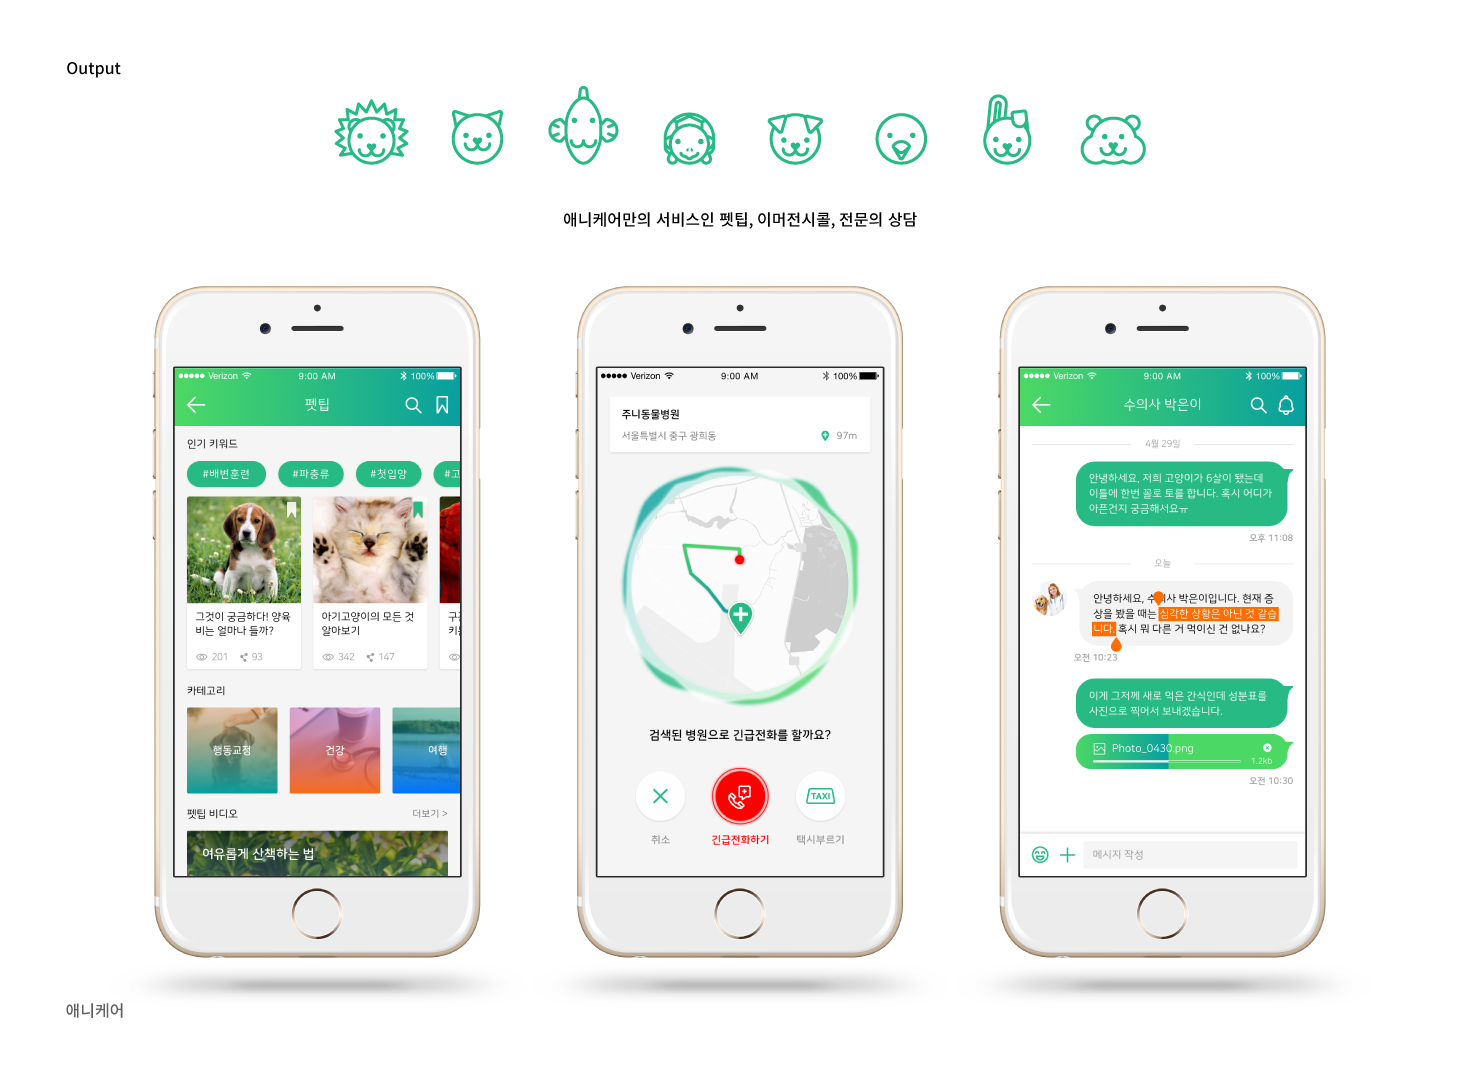 Output
애니케어만의 서비스인 펫팁, 이머전시콜, 전문의 상담
Verizon
9:00 AM
100%
펫팁
인기 키워드
#배변훈련
#파충류
#첫입양
#고
그것이 궁금하다! 양육
비는 얼마나 들까?
201
93
아기고양이의 모든 것
알아보기
342
147
카테고리
행동교정
건강
여행
펫팁 비디오
더보기 >
여유롭게 산책하는 법
Verizon
9:00 AM
100%
주니동물병원
서울특별시 중구 광희동
97m
검색된 병원으로 긴급전화를 할까요?
TAXI
취소
긴급전화하기
택시부르기
Verizon
9:00 AM
100%
수의사 박은이
4월 29일
안녕하세요, 저희 고양이가 6살이 됐는데
이틀에 한번 꼴로 토를 합니다. 혹시 어디가
아픈건지 궁금해서요ㅠ
오후 11:08
오늘
안녕하세요, 수의사 박은이입니다. 현재 증
상을 봤을 때는 심각한 상황은 아닌 것 같습
니다. 혹시 뭐 다른 거 먹이신 건 없나요?
오전 10:23
이게 그저께 새로 먹은 간식인데 성분표를
사진으로 찍어서 보내겠습니다.
Photo_0430.png
1.2kb
오전 10:30
메시지 작성
애니케어